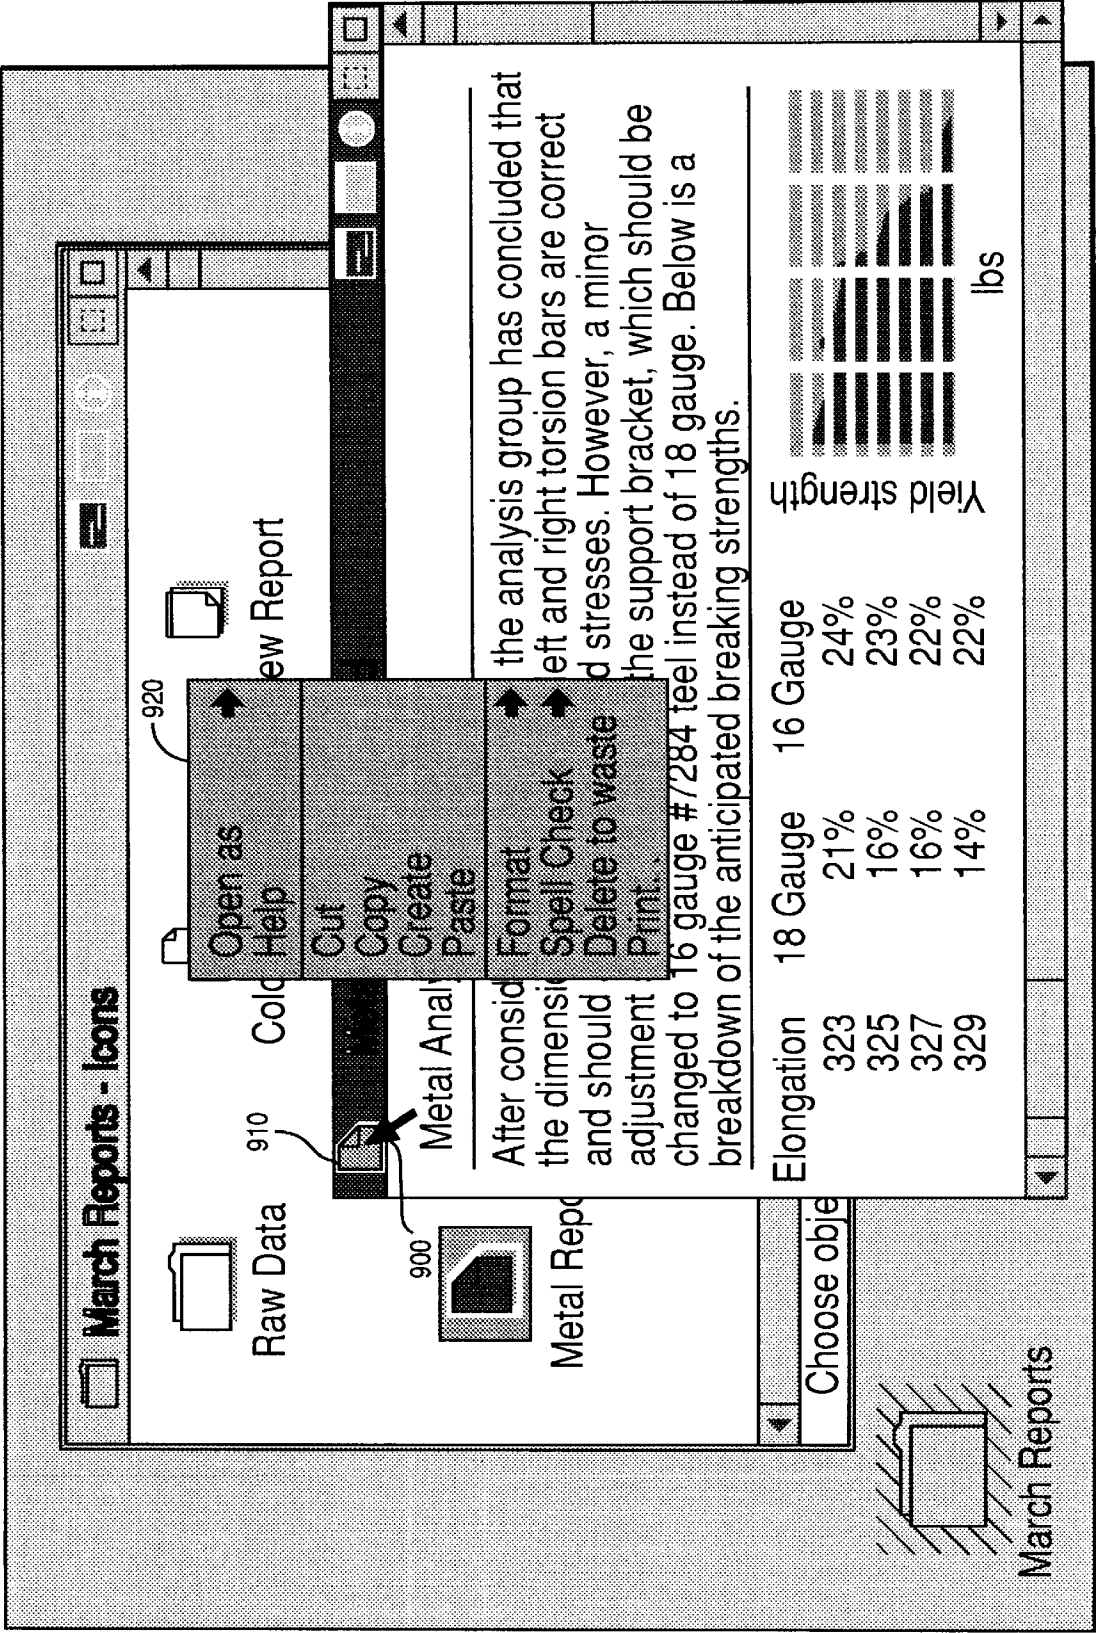 March Reports - Icons
920
ew Report
Raw Data
910
Colo
Open as
Help
Cut
Copy
Create
Paste
Format
Spell Check
Delete to waste
Print. .
900
Metal Repo
Metal Analy
After consid the analysis group has concluded that
the dimensio eft and right torsion bars are correct
and should d stresses. However, a minor
adjustment the support bracket, which should be
changed to 16 gauge #7284 teel instead of 18 gauge. Below is a
breakdown of the anticipated breaking strengths.
Elongation 18 Gauge 16 Gauge
323 21% 24%
325 16% 23%
327 16% 22%
329 14% 22%
Yield strength
lbs
Choose obje
March Reports